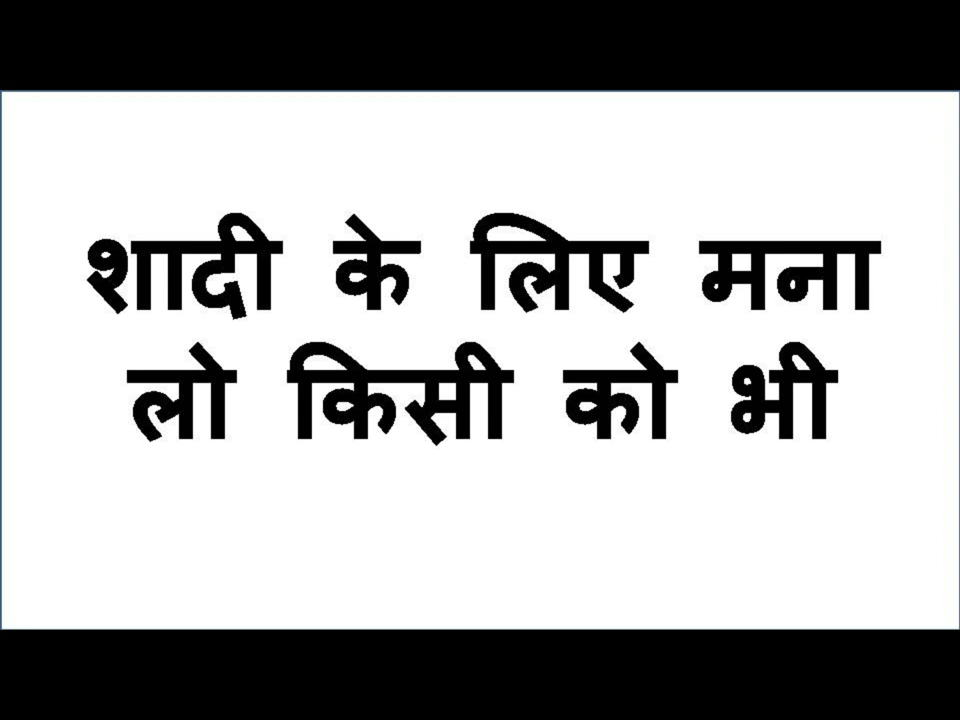 शादी के लिए मना
लो किसी को भी